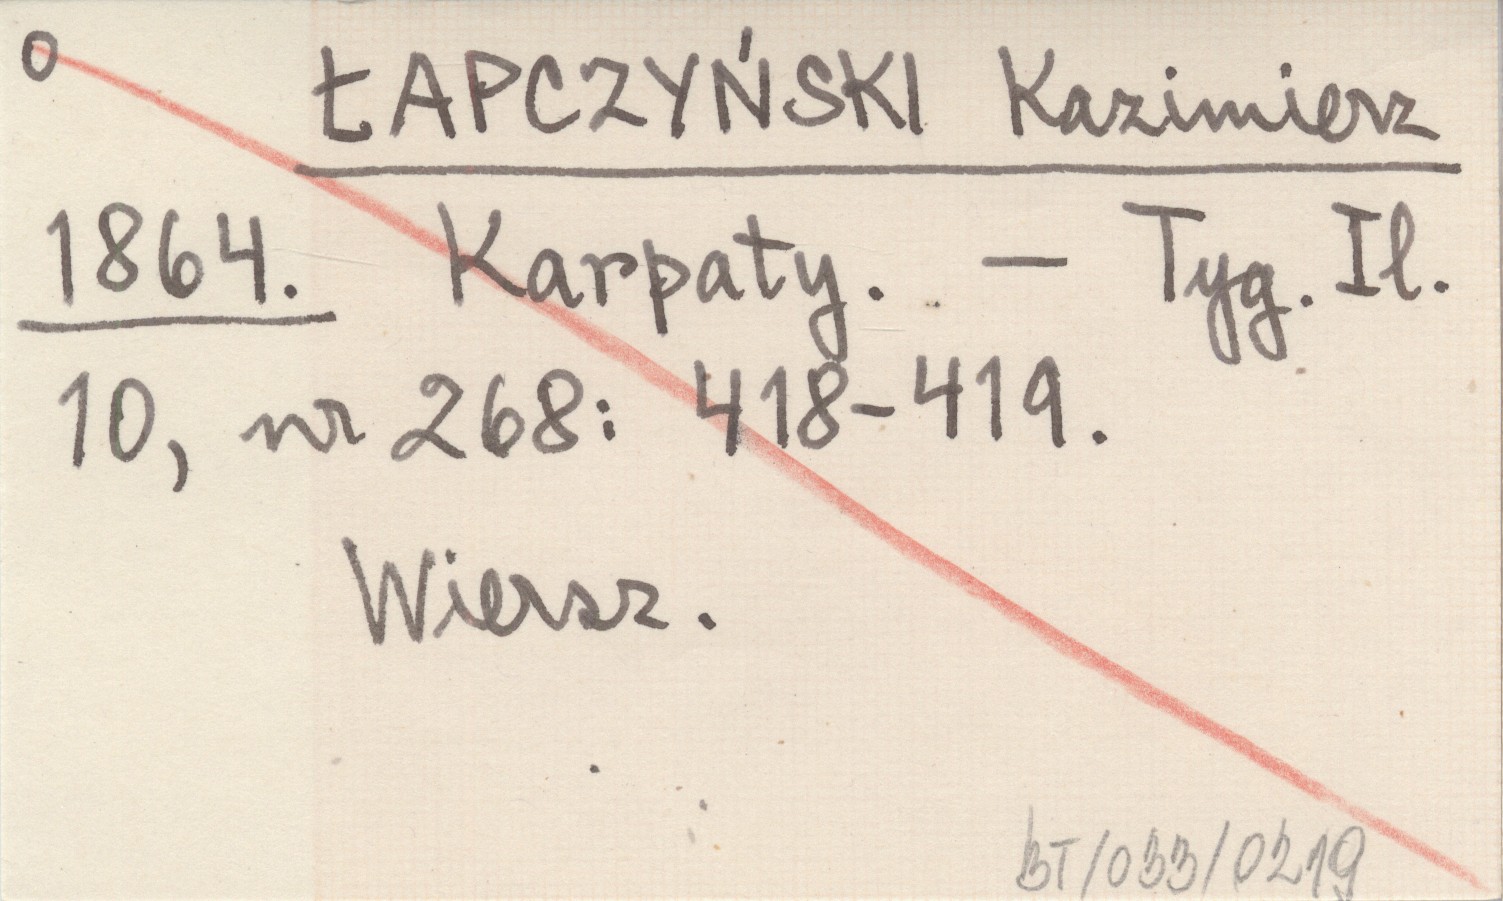 O
ŁAPCZYŃSKI Kazimierz
1864. Karpaty. — Tyg. Il.
10, nr 268: 418-419.
Wiersz.
BT/033/0219